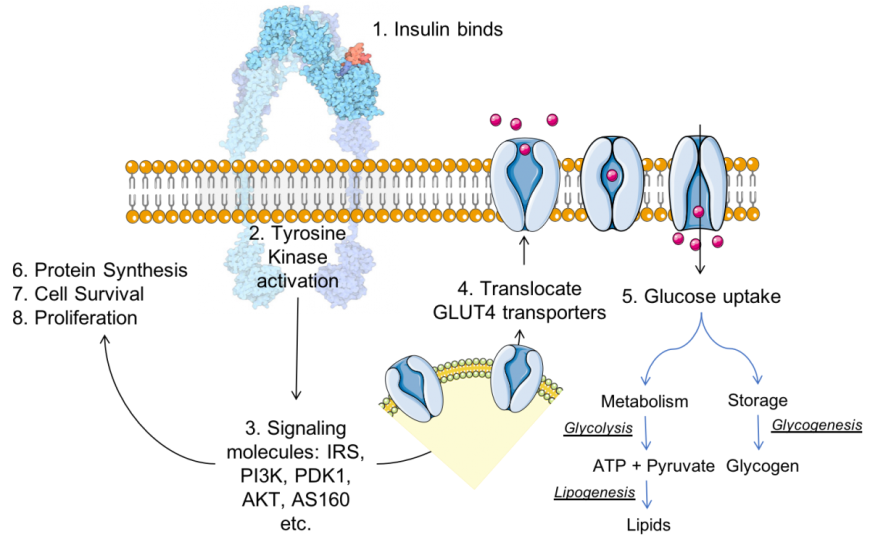 1. Insulin binds
2. Tyrosine
Kinase
activation
6. Protein Synthesis
7. Cell Survival
8. Proliferation
4. Translocate
GLUT4 transporters
5. Glucose uptake
3. Signaling
molecules: IRS,
PI3K, PDK1,
AKT, AS160
etc.
Metabolism
Storage
Glycolysis
Glycogenesis
ATP + Pyruvate
Glycogen
Lipogenesis
Lipids